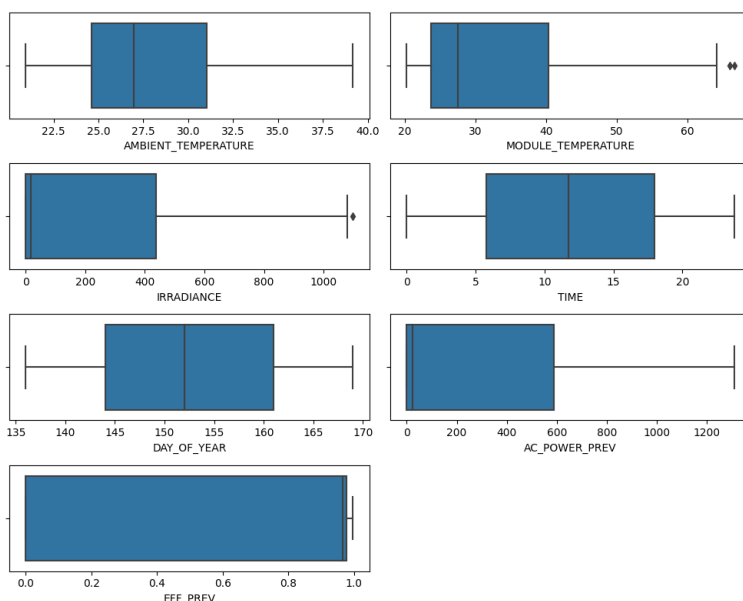 22.5 25.0 27.5 30.0 32.5 35.0 37.5 40.0
AMBIENT_TEMPERATURE
20 30 40 50 60
MODULE_TEMPERATURE
0 200 400 600 800 1000
IRRADIANCE
0 5 10 15 20
TIME
135 140 145 150 155 160 165 170
DAY_OF_YEAR
0 200 400 600 800 1000 1200
AC_POWER_PREV
0.0 0.2 0.4 0.6 0.8 1.0
EFF_PREV